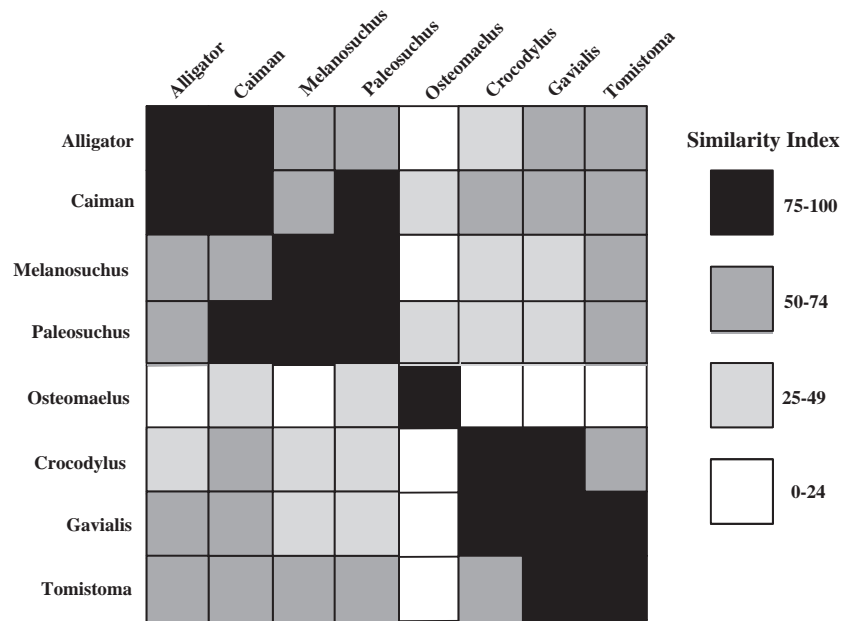 Alligator
Caiman
Melanosuchus
Paleosuchus
Osteomaelus
Crocodylus
Gavialis
Tomistoma
Alligator
Caiman
Melanosuchus
Paleosuchus
Osteomaelus
Crocodylus
Gavialis
Tomistoma
Similarity Index
75-100
50-74
25-49
0-24